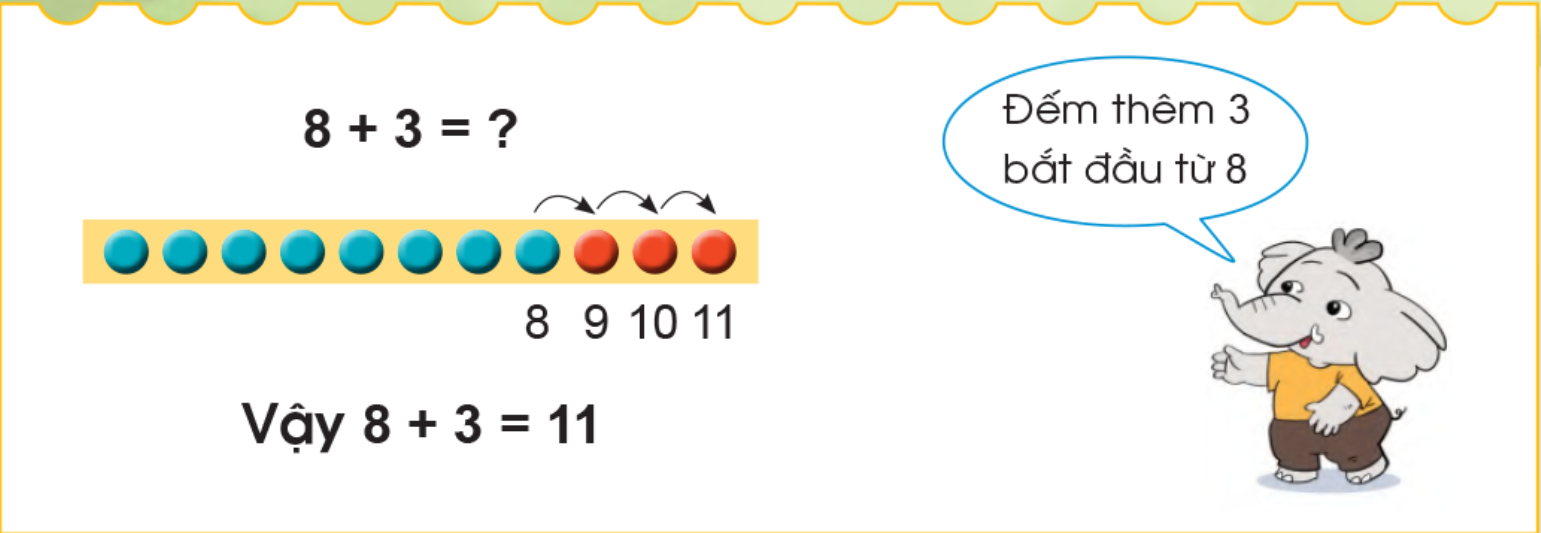 8 + 3 = ?
Đếm thêm 3
bắt đầu từ 8
8 9 10 11
Vậy 8 + 3 = 11